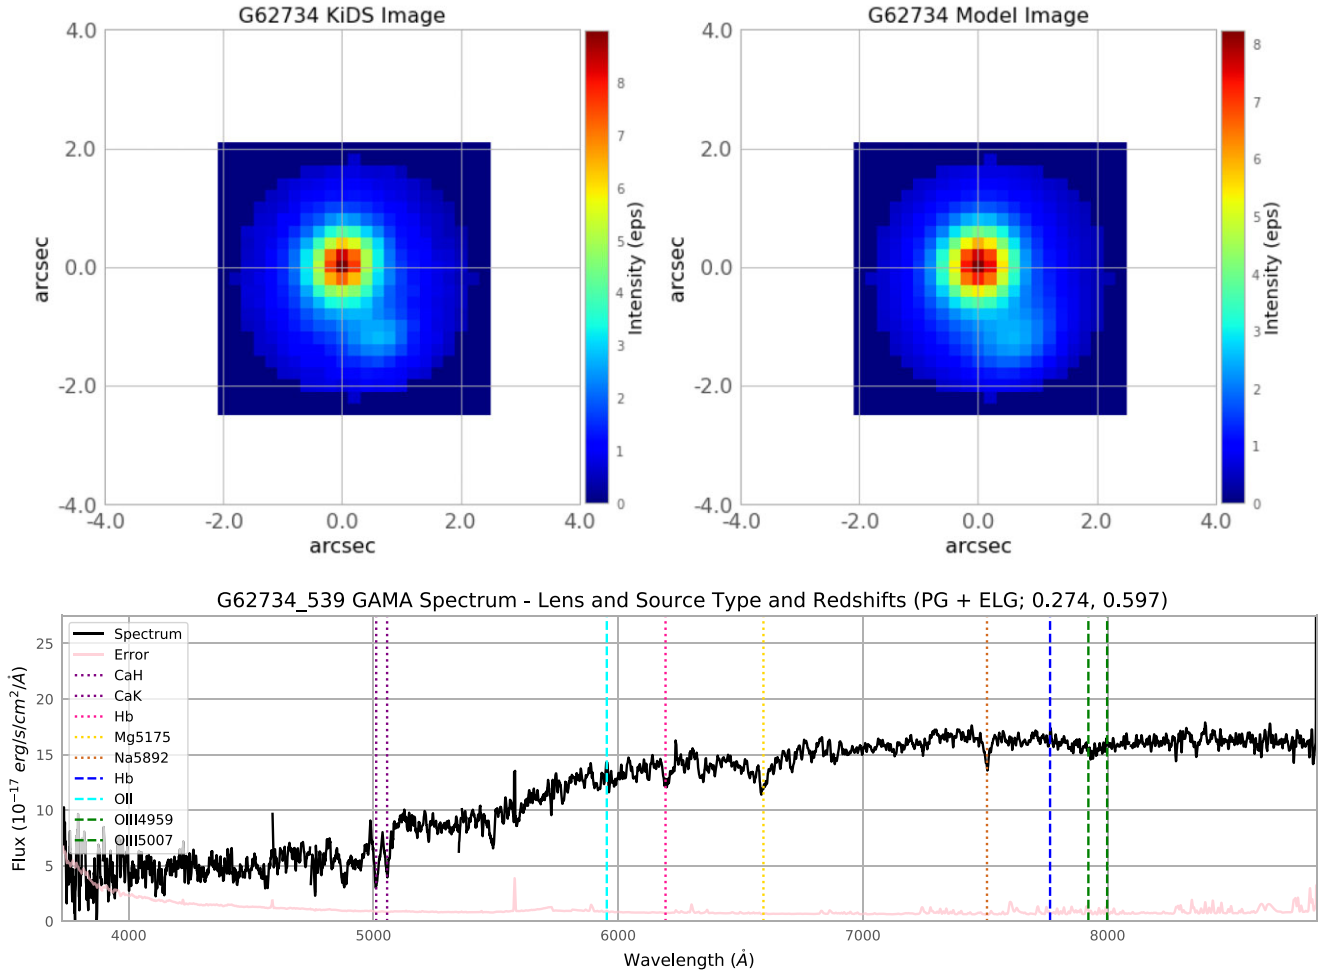 G62734 KiDS Image
4.0
2.0
0.0
-2.0
-4.0
-4.0 -2.0 0.0 2.0 4.0
arcsec
arcsec
8
7
6
5
4
3
2
1
0
Intensity (eps)
G62734 Model Image
4.0
2.0
0.0
-2.0
-4.0
-4.0 -2.0 0.0 2.0 4.0
arcsec
arcsec
8
7
6
5
4
3
2
1
0
Intensity (eps)
G62734_539 GAMA Spectrum - Lens and Source Type and Redshifts (PG + ELG; 0.274, 0.597)
Spectrum
Error
CaH
CaK
Hb
Mg5175
Na5892
Hb
OII
OIII4959
OIII5007
25
20
15
10
5
0
Flux (10⁻¹⁷ erg/s/cm²/Å)
4000 5000 6000 7000 8000
Wavelength (Å)